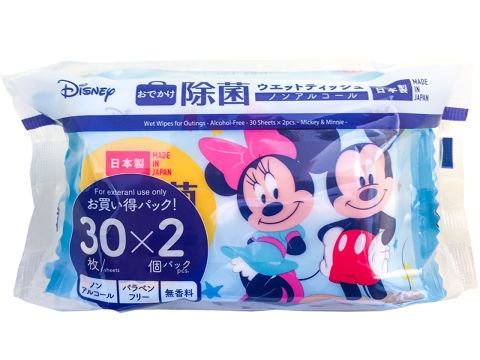 Disney
おでかけ
除菌
ウエットティッシュ
ノンアルコール
日本製
MADE
IN
JAPAN
Wet Wipes for Outings - Alcohol-Free - 30 Sheets × 2pcs. - Mickey & Minnie -
日本製
MADE
IN
JAPAN
For exteranl use only
お買い得パック!
30×2
枚/sheets
個パック
pcs.
ノン
アルコール
パラベン
フリー
無香料
菌